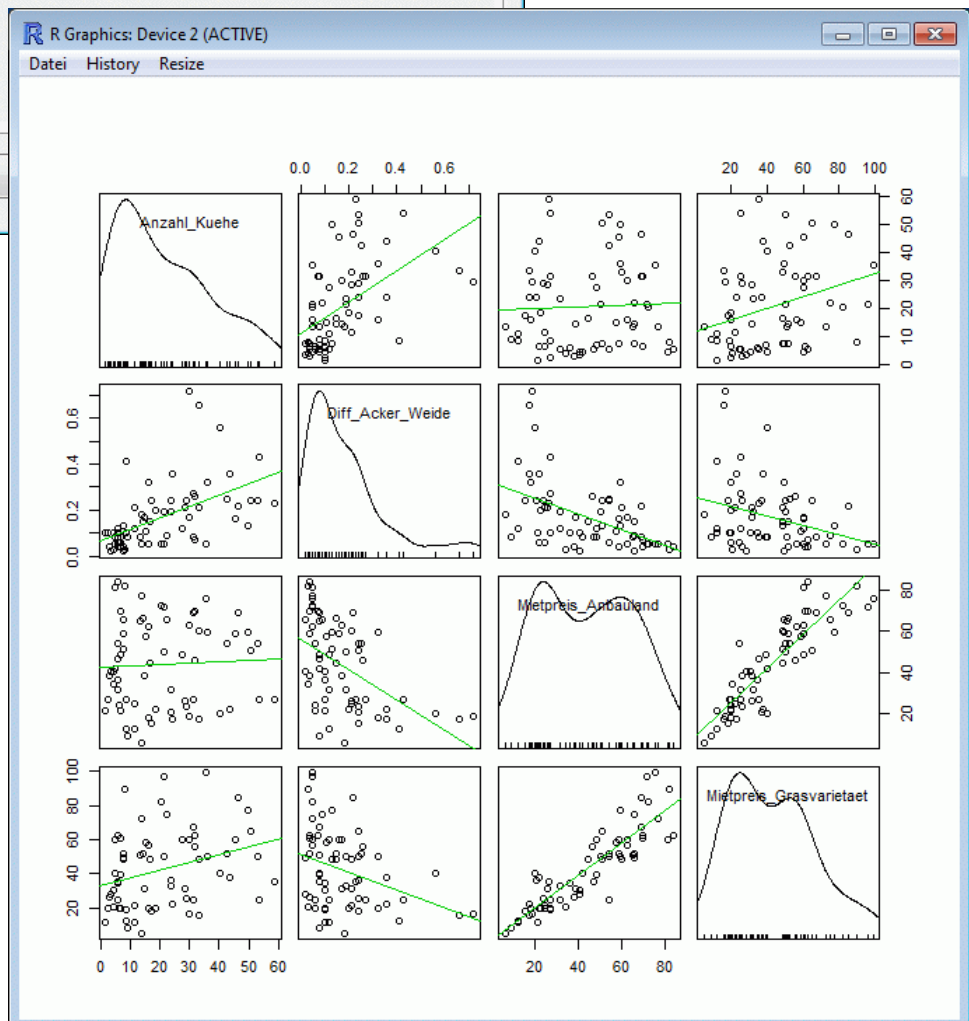 R Graphics: Device 2 (ACTIVE)
Datei History Resize
0.0 0.2 0.4 0.6
20 40 60 80 100
Anzahl_Kuehe
0 10 20 30 40 50 60
Diff_Acker_Weide
0.0 0.2 0.4 0.6
Mietpreis_Anbauland
20 40 60 80
Mietpreis_Grasvarietaet
20 40 60 80 100
0 10 20 30 40 50 60
20 40 60 80